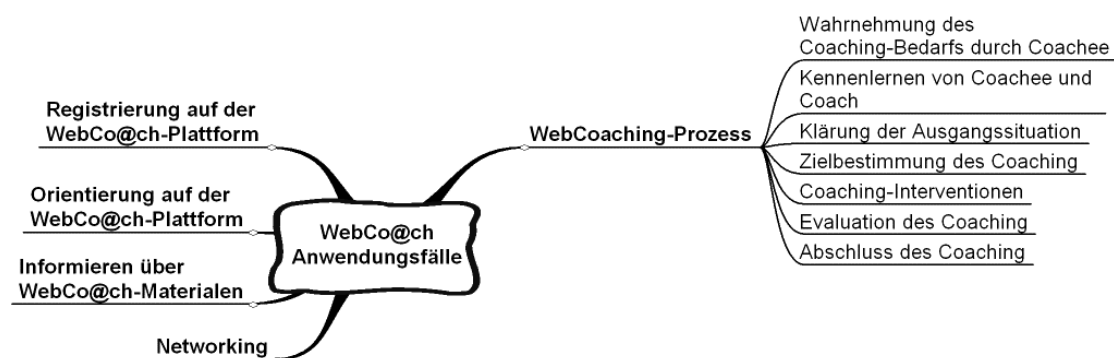 Registrierung auf der
WebCo@ch-Plattform
Orientierung auf der
WebCo@ch-Plattform
Informieren über
WebCo@ch-Materialen
Networking
WebCo@ch
Anwendungsfälle
WebCoaching-Prozess
Wahrnehmung des
Coaching-Bedarfs durch Coachee
Kennenlernen von Coachee und
Coach
Klärung der Ausgangssituation
Zielbestimmung des Coaching
Coaching-Interventionen
Evaluation des Coaching
Abschluss des Coaching